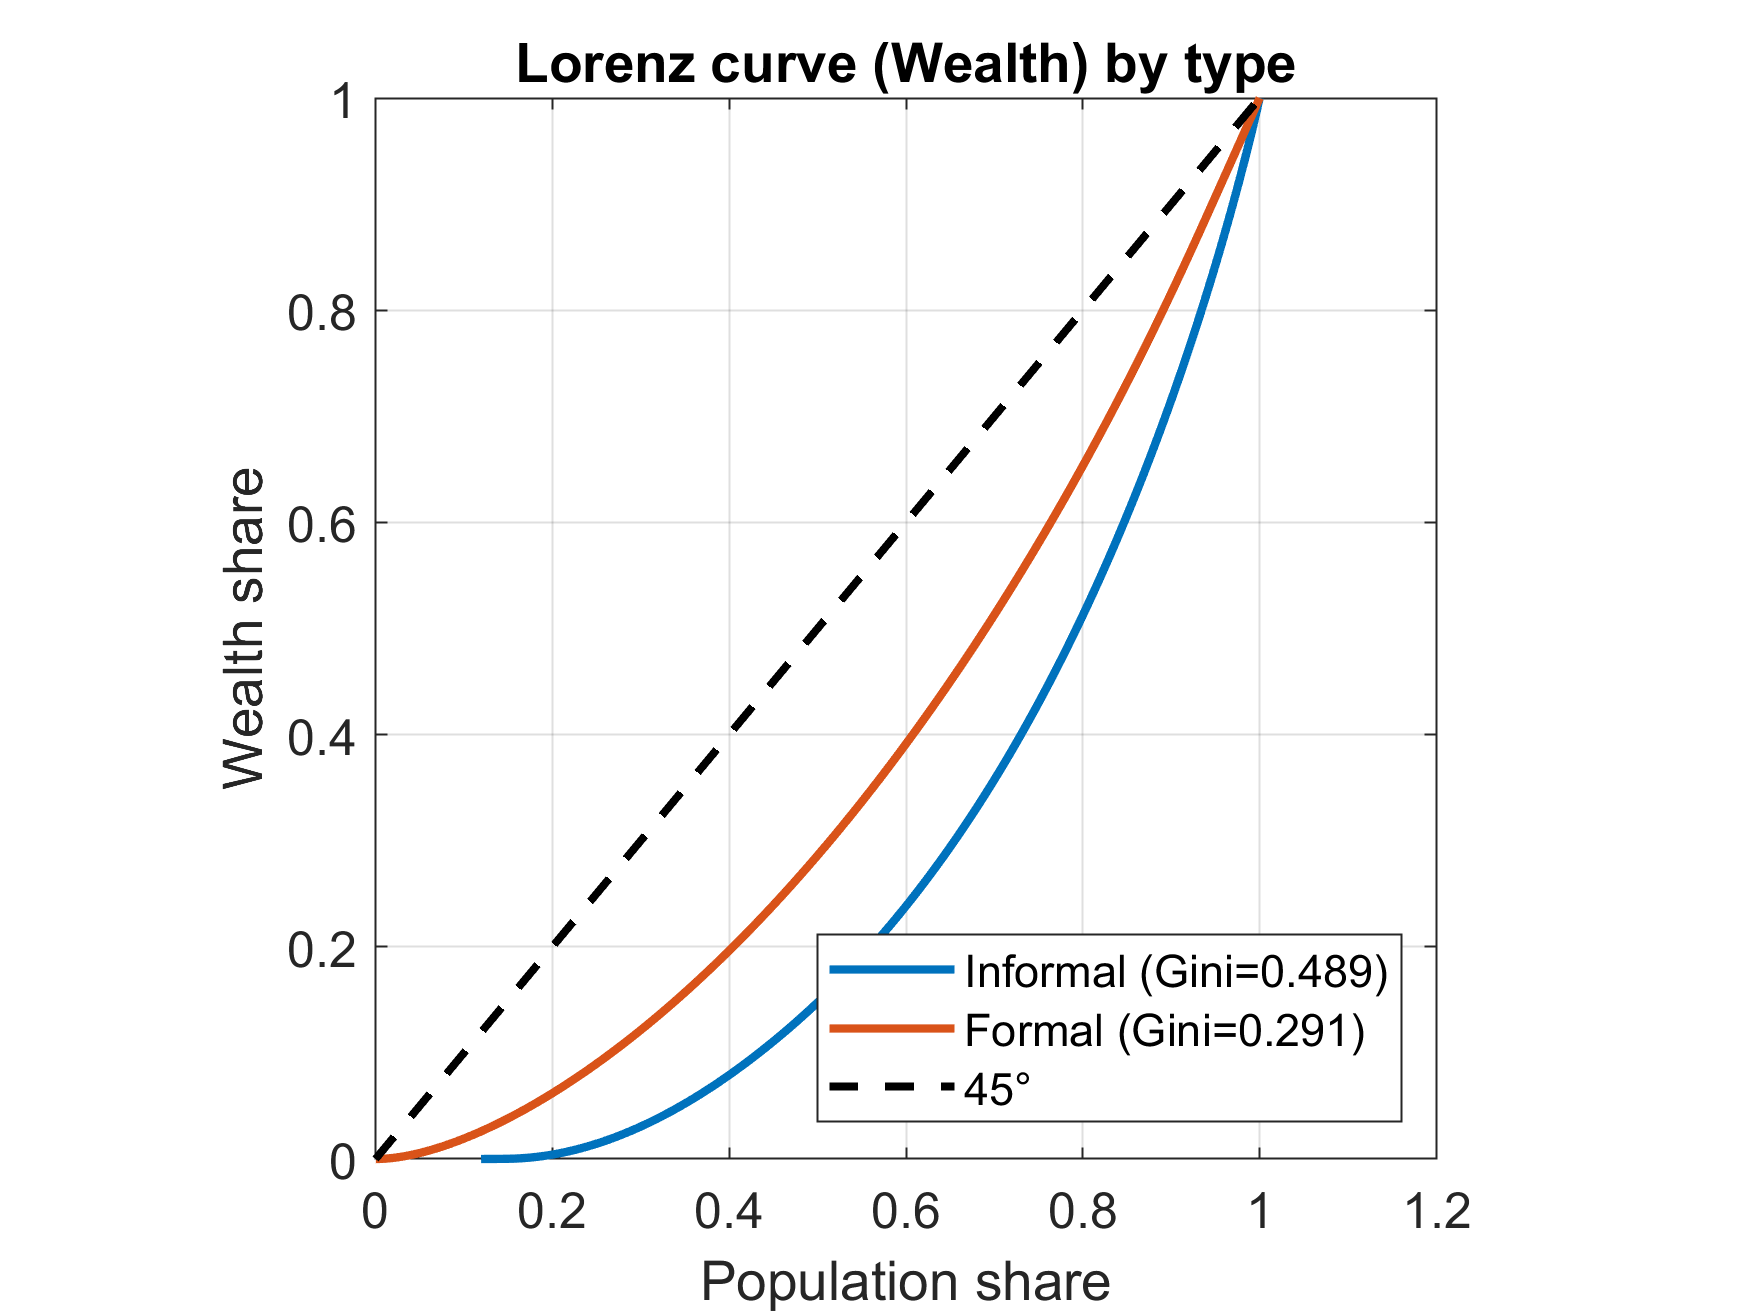 Lorenz curve (Wealth) by type
1
0.8
0.6
0.4
0.2
0
Wealth share
0 0.2 0.4 0.6 0.8 1 1.2
Population share
Informal (Gini=0.489)
Formal (Gini=0.291)
45°